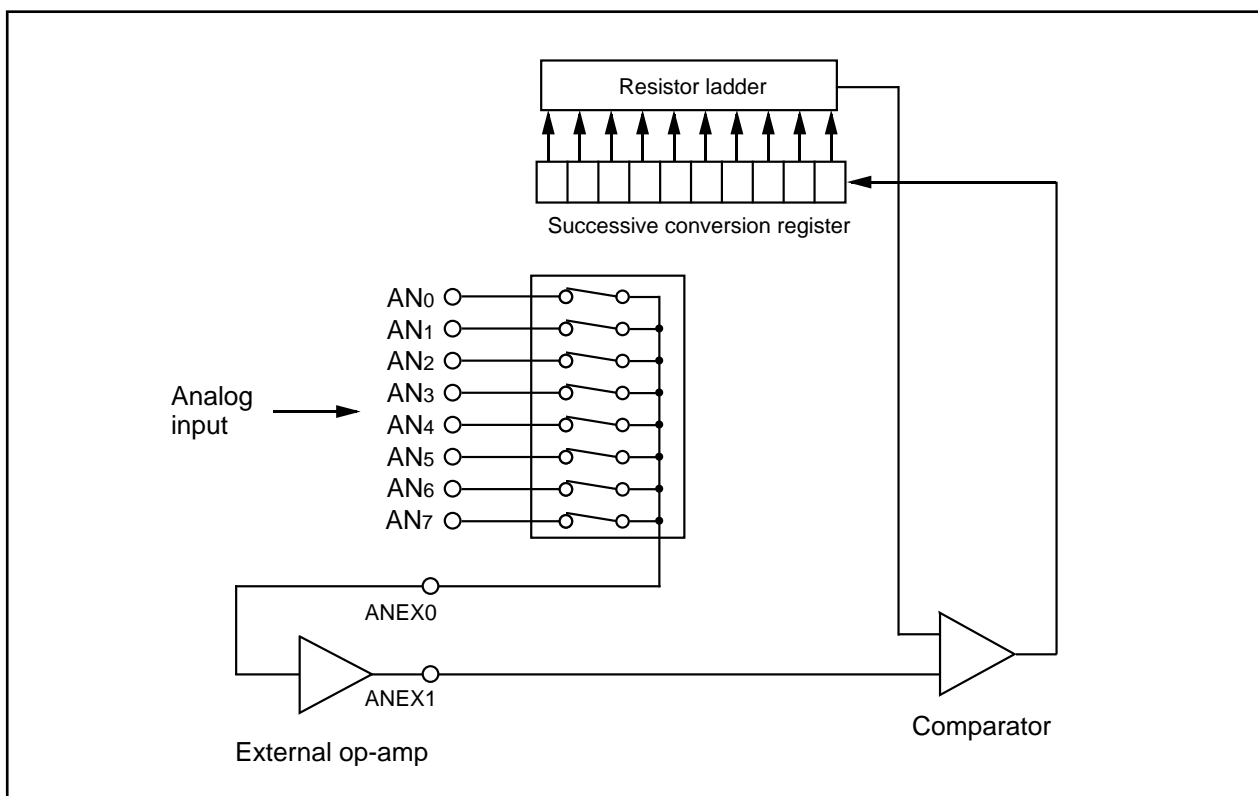 Resistor ladder
Successive conversion register
AN0
AN1
AN2
AN3
AN4
AN5
AN6
AN7
Analog
input
ANEX0
ANEX1
External op-amp
Comparator